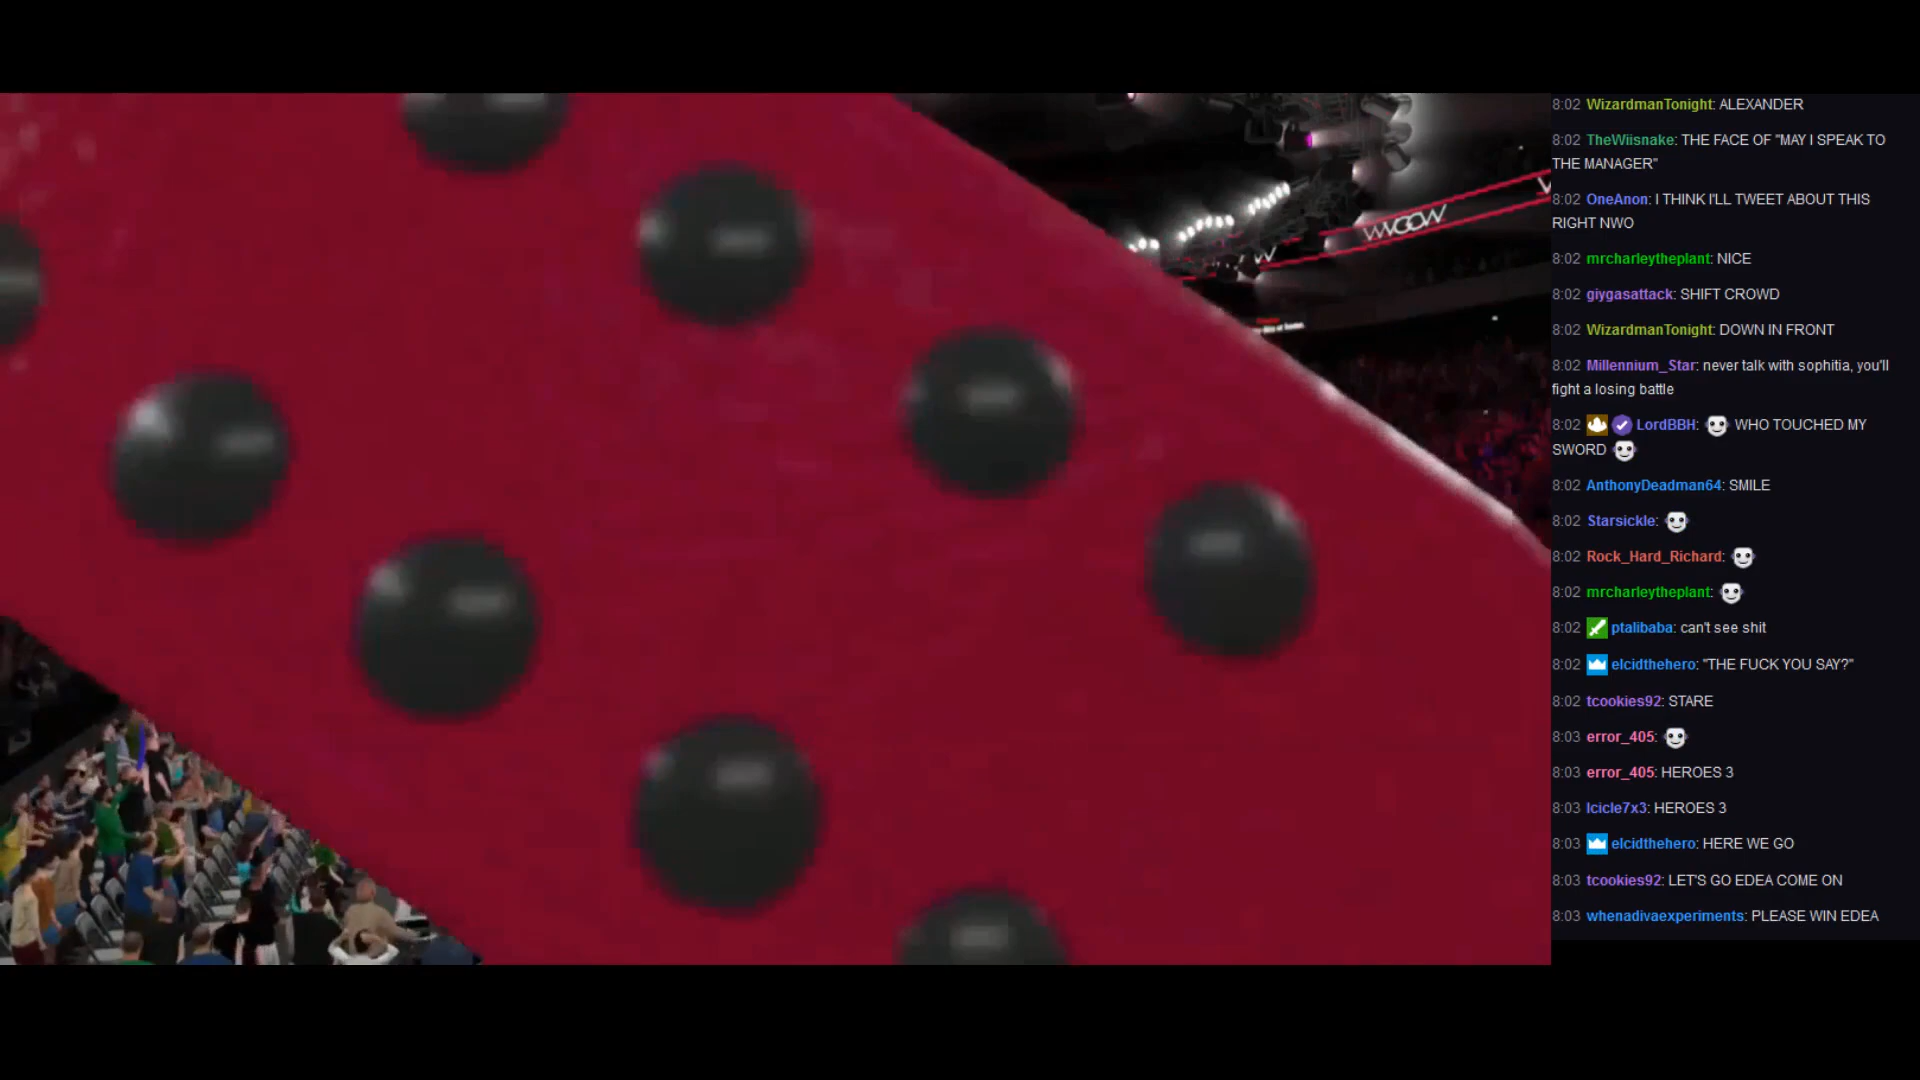 WGCW
8:02 WizardmanTonight: ALEXANDER
8:02 TheWiisnake: THE FACE OF "MAY I SPEAK TO
THE MANAGER"
8:02 OneAnon: I THINK I'LL TWEET ABOUT THIS
RIGHT NWO
8:02 mrcharleytheplant: NICE
8:02 giygasattack: SHIFT CROWD
8:02 WizardmanTonight: DOWN IN FRONT
8:02 Millennium_Star: never talk with sophitia, you'll
fight a losing battle
8:02 LordBBH: WHO TOUCHED MY
SWORD
8:02 AnthonyDeadman64: SMILE
8:02 Starsickle:
8:02 Rock_Hard_Richard:
8:02 mrcharleytheplant:
8:02 ptalibaba: can't see shit
8:02 elcidthehero: "THE FUCK YOU SAY?"
8:02 tcookies92: STARE
8:03 error_405:
8:03 error_405: HEROES 3
8:03 Icicle7x3: HEROES 3
8:03 elcidthehero: HERE WE GO
8:03 tcookies92: LET'S GO EDEA COME ON
8:03 whenadivaexperiments: PLEASE WIN EDEA